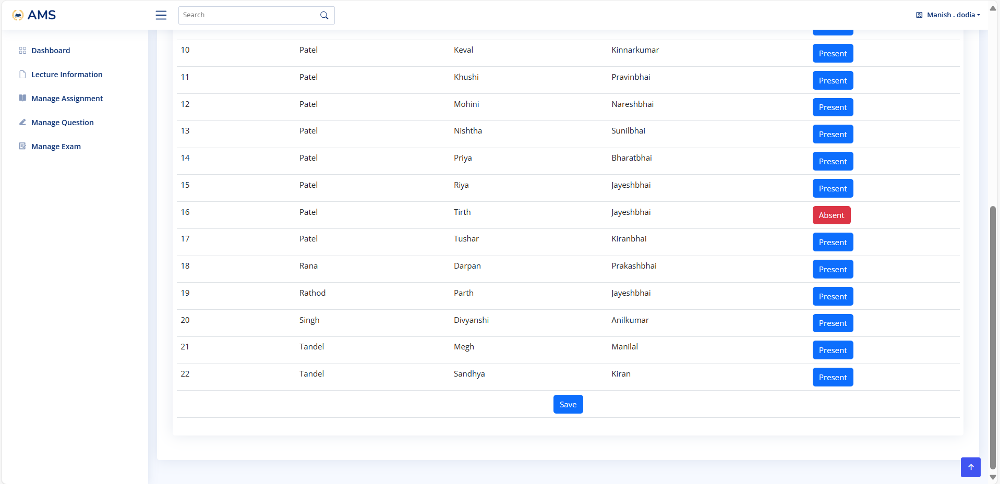 AMS
Search
Manish . dodia
Dashboard
Lecture Information
Manage Assignment
Manage Question
Manage Exam
10 Patel Keval Kinnarkumar Present
11 Patel Khushi Pravinbhai Present
12 Patel Mohini Nareshbhai Present
13 Patel Nishtha Sunilbhai Present
14 Patel Priya Bharatbhai Present
15 Patel Riya Jayeshbhai Present
16 Patel Tirth Jayeshbhai Absent
17 Patel Tushar Kiranbhai Present
18 Rana Darpan Prakashbhai Present
19 Rathod Parth Jayeshbhai Present
20 Singh Divyanshi Anilkumar Present
21 Tandel Megh Manilal Present
22 Tandel Sandhya Kiran Present
Save